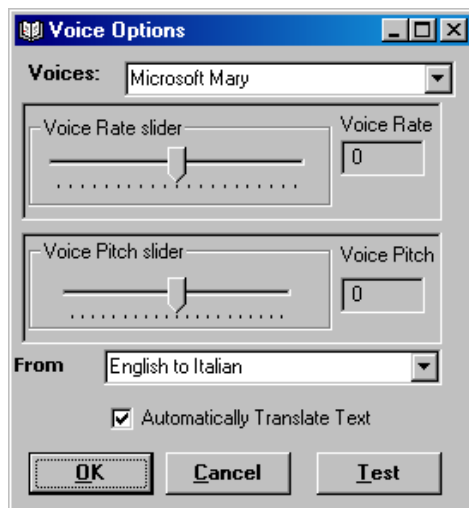 Voice Options
Voices: Microsoft Mary
Voice Rate slider Voice Rate
0
Voice Pitch slider Voice Pitch
0
From English to Italian
Automatically Translate Text
OK Cancel Test